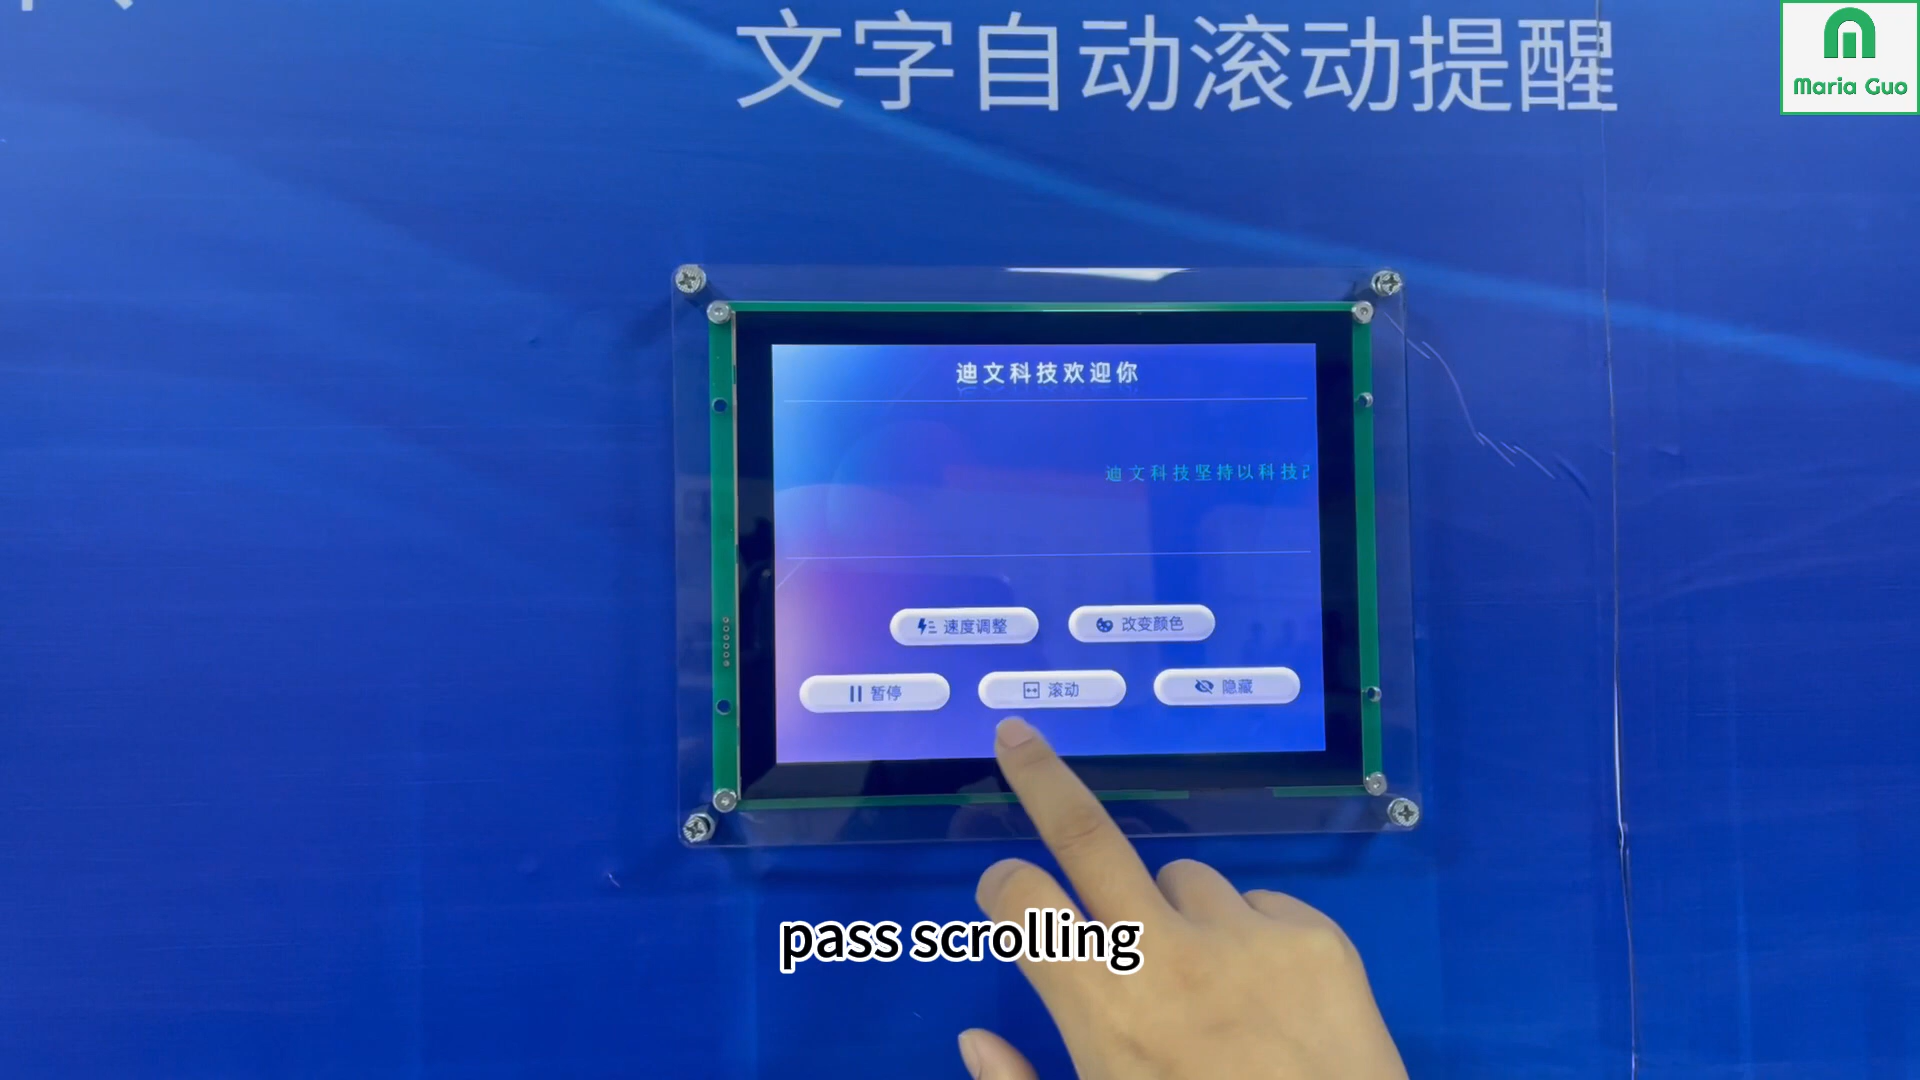 文字自动滚动提醒
Maria Guo
迪文科技欢迎你
迪文科技坚持以科技
速度调整
改变颜色
暂停
滚动
隐藏
pass scrolling